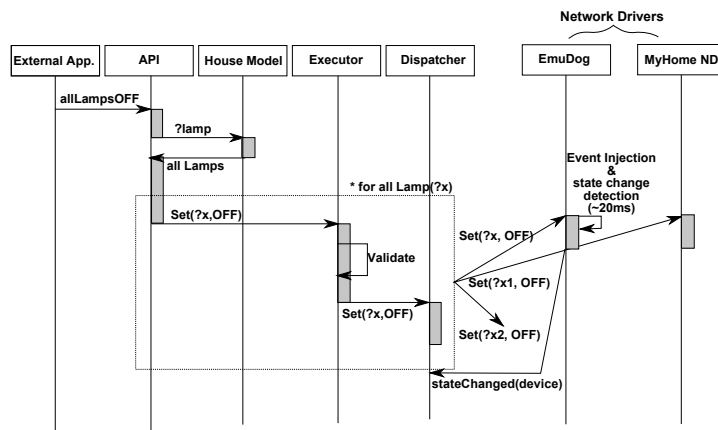 Network Drivers
External App.
API
House Model
Executor
Dispatcher
EmuDog
MyHome ND
allLampsOFF
?lamp
all Lamps
Event Injection
&
state change
detection
(~20ms)
* for all Lamp(?x)
Set(?x,OFF)
Set(?x, OFF)
Validate
Set(?x1, OFF)
Set(?x,OFF)
Set(?x2, OFF)
stateChanged(device)